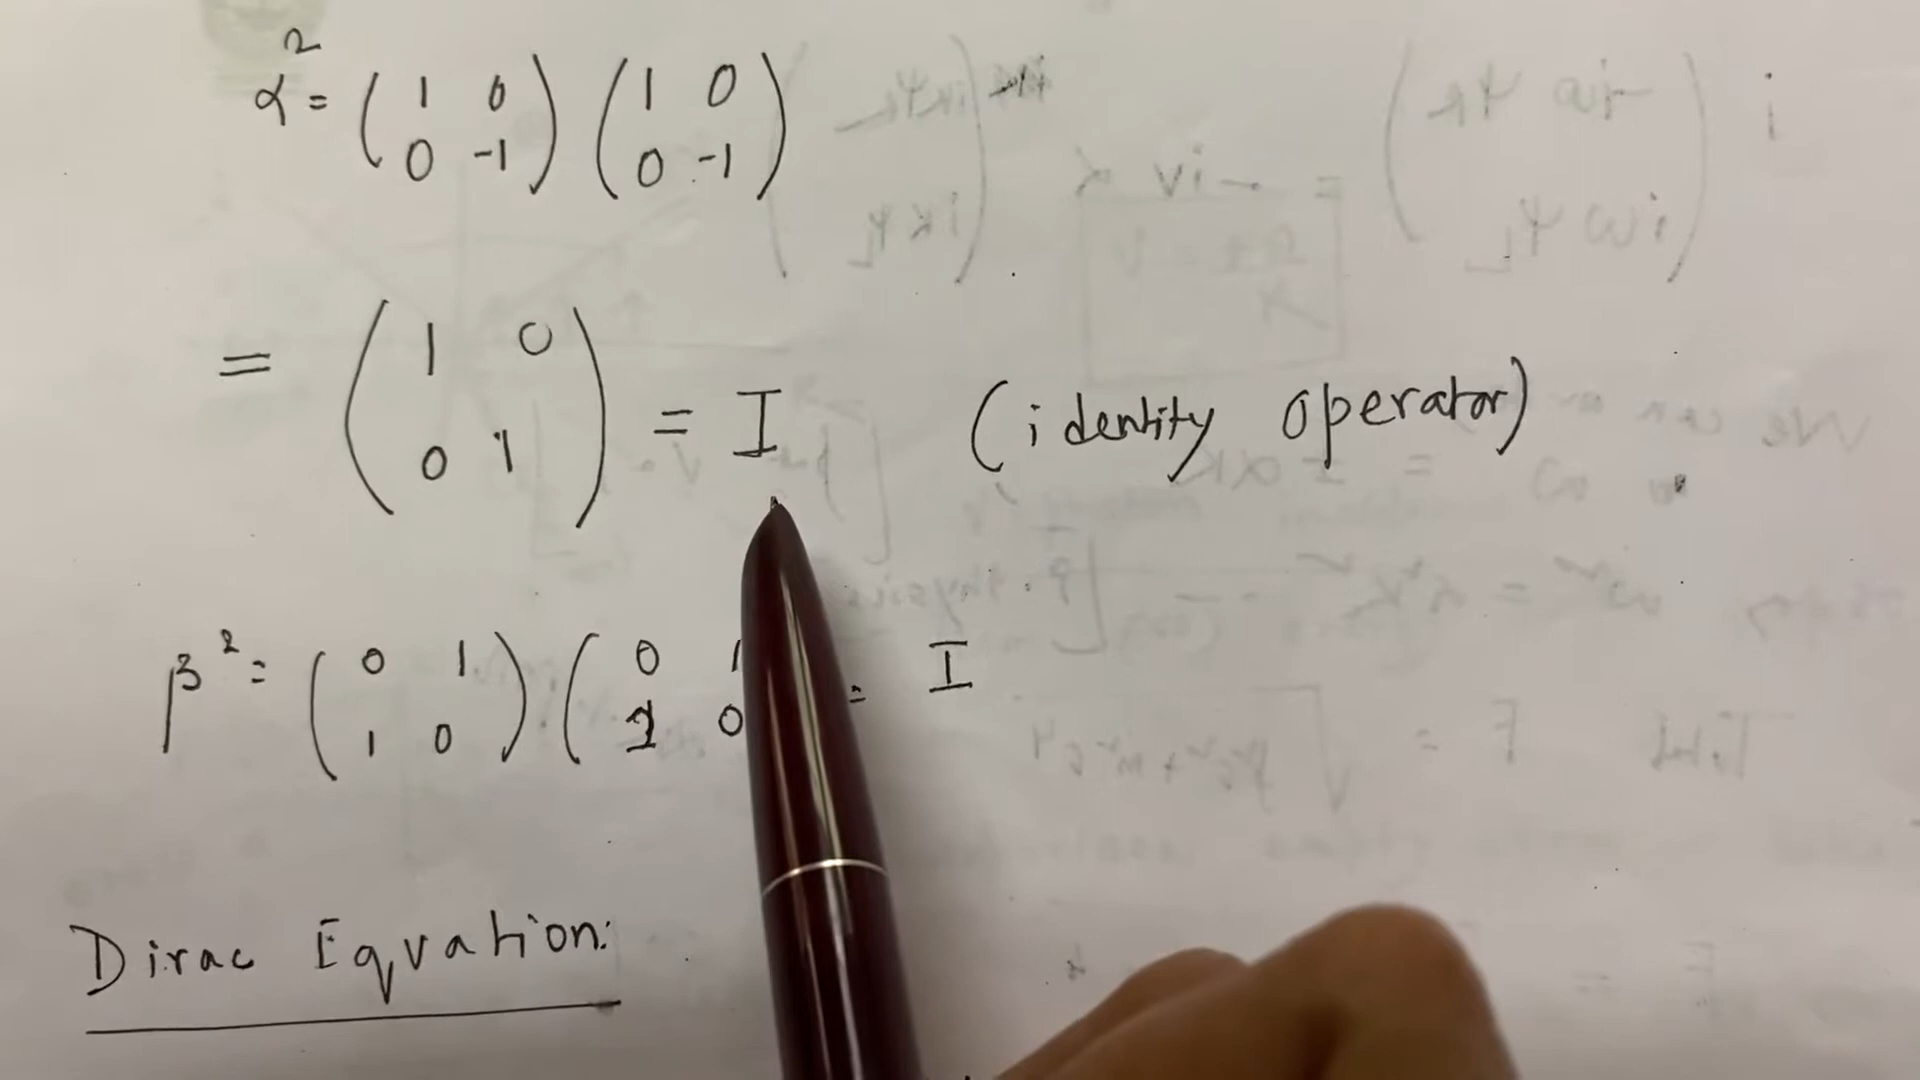 α² = ( 1 0 ) ( 1 0 )
( 0 -1 ) ( 0 -1 )
= ( 1 0 ) = I (identity operator)
( 0 1 )
β² = ( 0 1 ) ( 0 1 = I
( 1 0 ) ( 1 0
Dirac Equation: